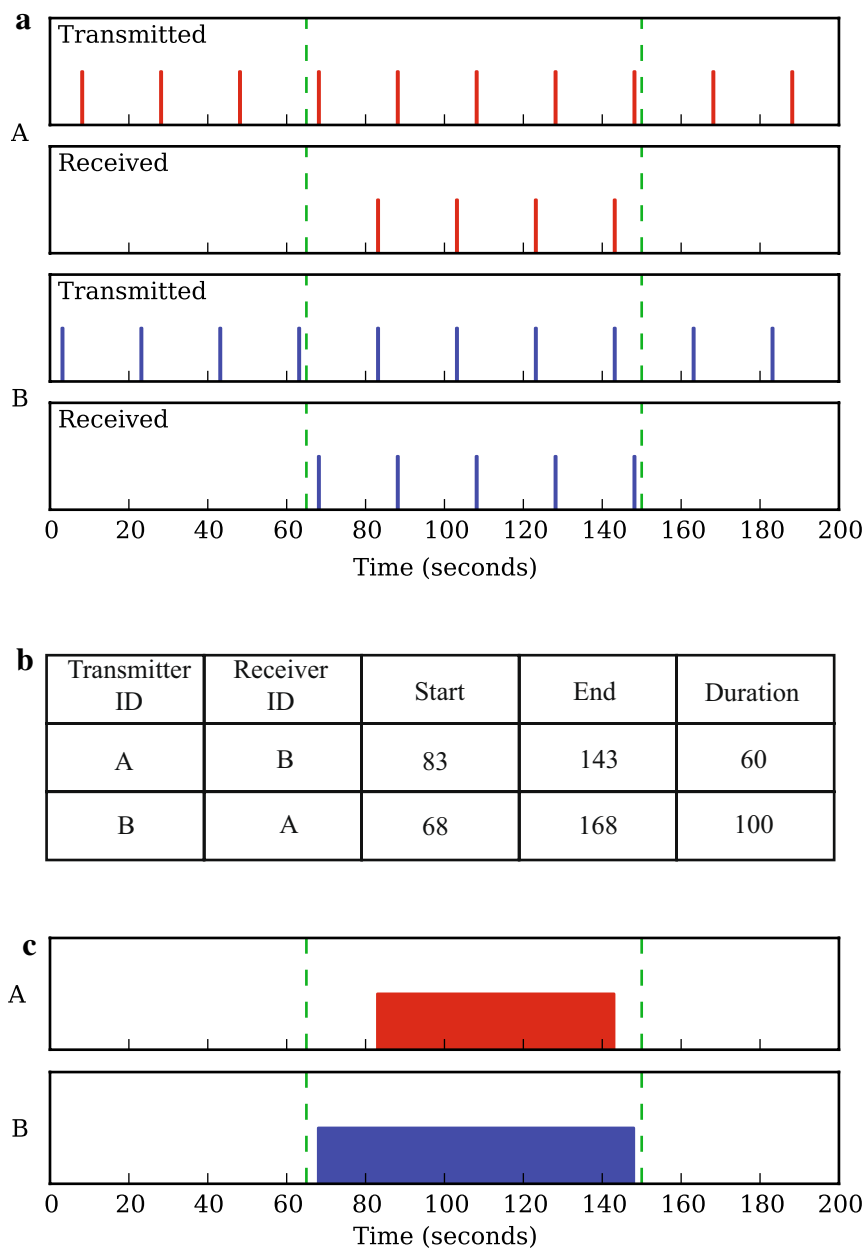 a
Transmitted
A
Received
Transmitted
B
Received
0 20 40 60 80 100 120 140 160 180 200
Time (seconds)
b
Transmitter ID Receiver ID Start End Duration
A B 83 143 60
B A 68 168 100
c
A
B
0 20 40 60 80 100 120 140 160 180 200
Time (seconds)